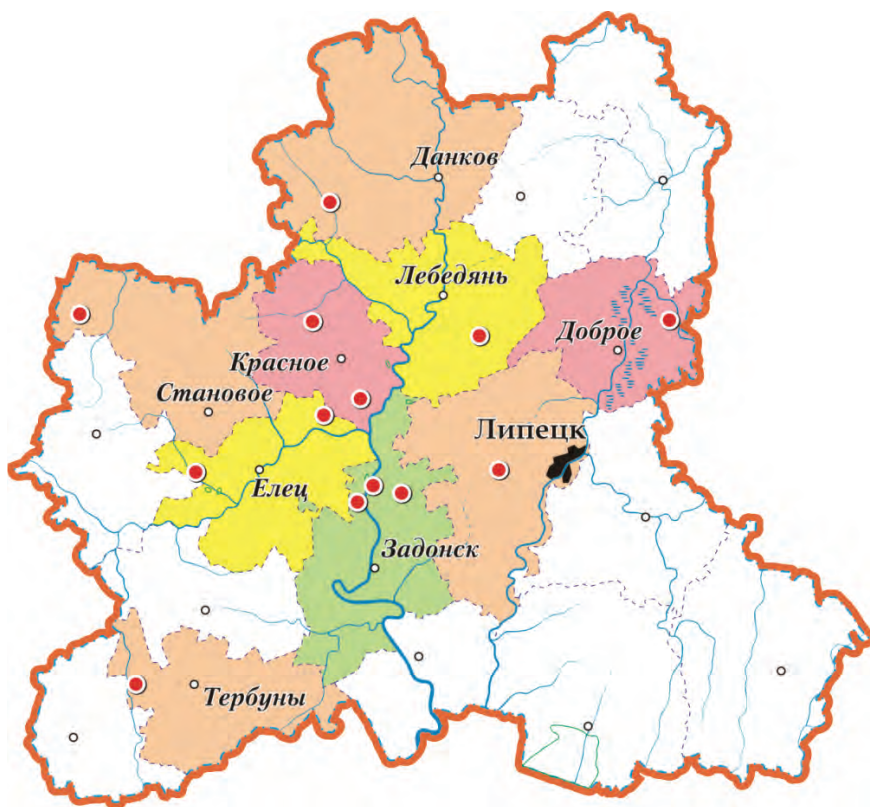 Данков
Лебедянь
Доброе
Красное
Становое
Липецк
Елец
Задонск
Тербуны